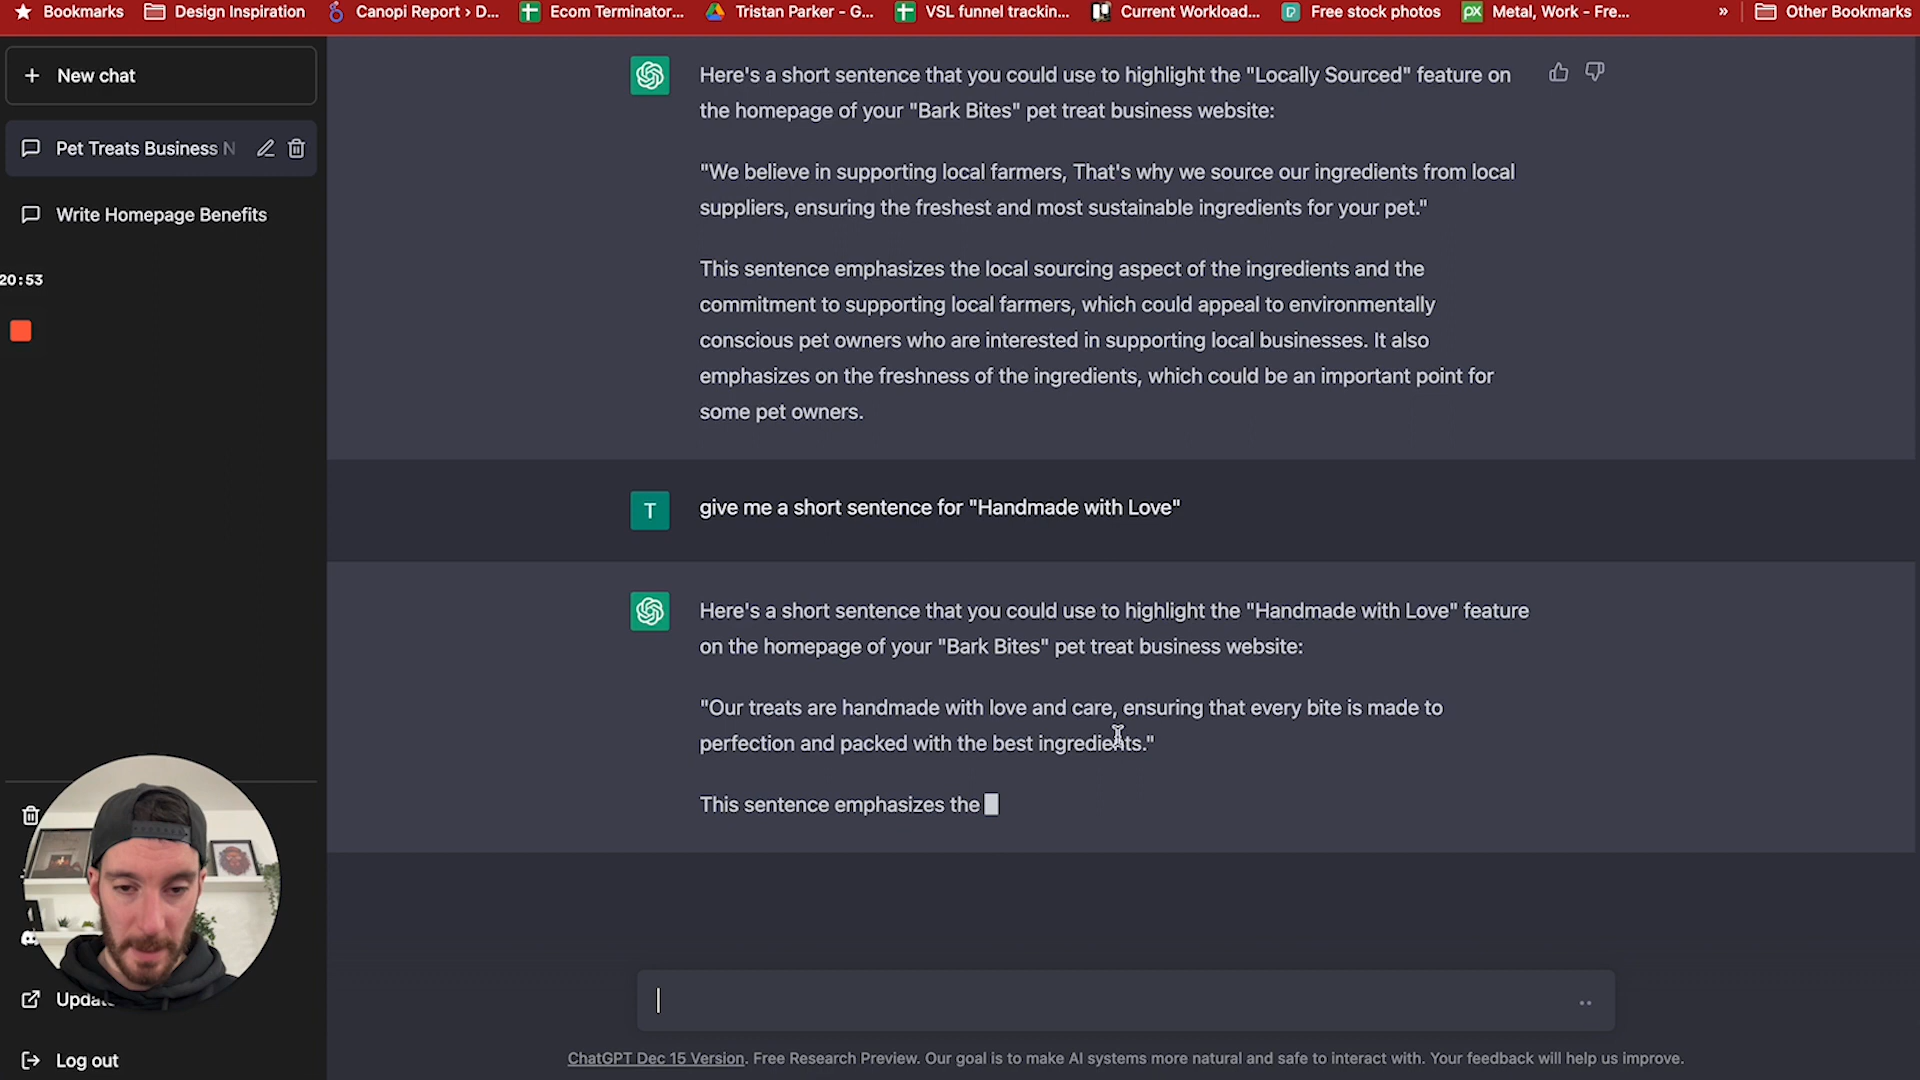 Bookmarks Design Inspiration Canopi Report › D... Ecom Terminator... Tristan Parker - G... VSL funnel trackin... Current Workload... Free stock photos Metal, Work - Fre... » Other Bookmarks
+ New chat
Pet Treats Business N
Write Homepage Benefits
20:53
Here's a short sentence that you could use to highlight the "Locally Sourced" feature on
the homepage of your "Bark Bites" pet treat business website:
"We believe in supporting local farmers, That's why we source our ingredients from local
suppliers, ensuring the freshest and most sustainable ingredients for your pet."
This sentence emphasizes the local sourcing aspect of the ingredients and the
commitment to supporting local farmers, which could appeal to environmentally
conscious pet owners who are interested in supporting local businesses. It also
emphasizes on the freshness of the ingredients, which could be an important point for
some pet owners.
T give me a short sentence for "Handmade with Love"
Here's a short sentence that you could use to highlight the "Handmade with Love" feature
on the homepage of your "Bark Bites" pet treat business website:
"Our treats are handmade with love and care, ensuring that every bite is made to
perfection and packed with the best ingredients."
This sentence emphasizes the
Log out
ChatGPT Dec 15 Version. Free Research Preview. Our goal is to make AI systems more natural and safe to interact with. Your feedback will help us improve.